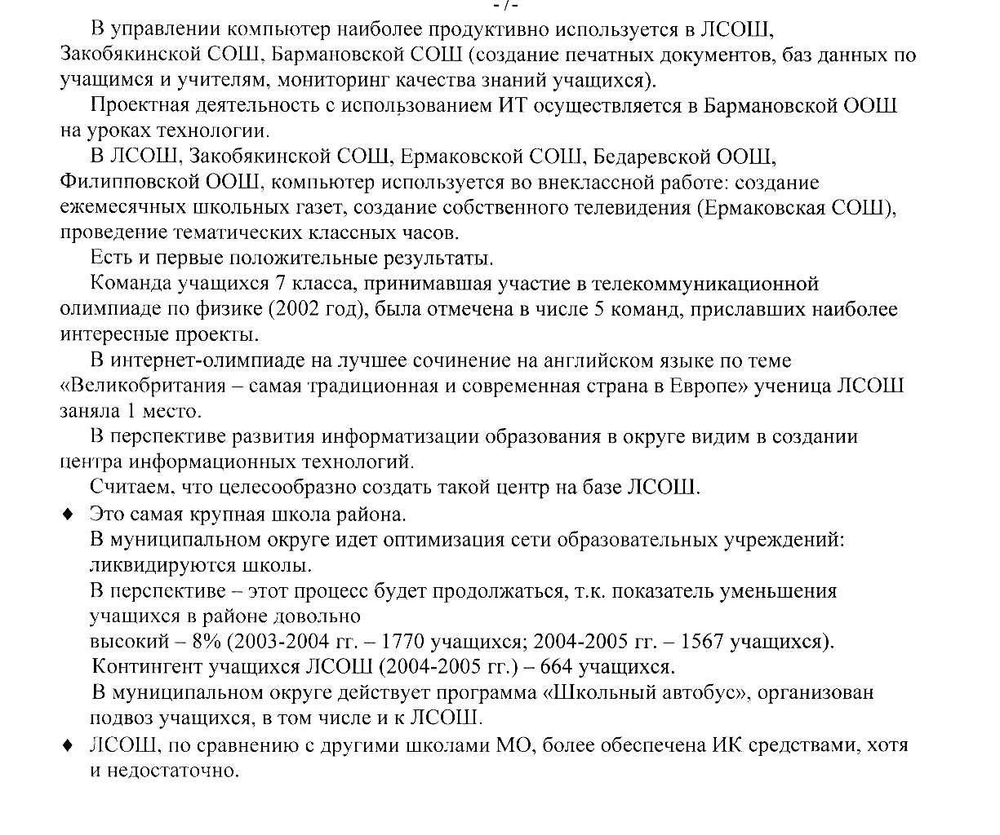 В управлении компьютер наиболее продуктивно используется в ЛСОШ,
Закобякинской СОШ, Бармановской СОШ (создание печатных документов, баз данных по
учащимся и учителям, мониторинг качества знаний учащихся).
Проектная деятельность с использованием ИТ осуществляется в Бармановской ООШ
на уроках технологии.
В ЛСОШ, Закобякинской СОШ, Ермаковской СОШ, Бедаревской ООШ,
Филипповской ООШ, компьютер используется во внеклассной работе: создание
ежемесячных школьных газет, создание собственного телевидения (Ермаковская СОШ),
проведение тематических классных часов.
Есть и первые положительные результаты.
Команда учащихся 7 класса, принимавшая участие в телекоммуникационной
олимпиаде по физике (2002 год), была отмечена в числе 5 команд, приславших наиболее
интересные проекты.
В интернет-олимпиаде на лучшее сочинение на английском языке по теме
«Великобритания – самая традиционная и современная страна в Европе» ученица ЛСОШ
заняла 1 место.
В перспективе развития информатизации образования в округе видим в создании
центра информационных технологий.
Считаем, что целесообразно создать такой центр на базе ЛСОШ.
♦ Это самая крупная школа района.
В муниципальном округе идет оптимизация сети образовательных учреждений:
ликвидируются школы.
В перспективе – этот процесс будет продолжаться, т.к. показатель уменьшения
учащихся в районе довольно
высокий – 8% (2003-2004 гг. – 1770 учащихся; 2004-2005 гг. – 1567 учащихся).
Контингент учащихся ЛСОШ (2004-2005 гг.) – 664 учащихся.
В муниципальном округе действует программа «Школьный автобус», организован
подвоз учащихся, в том числе и к ЛСОШ.
♦ ЛСОШ, по сравнению с другими школами МО, более обеспечена ИК средствами, хотя
и недостаточно.